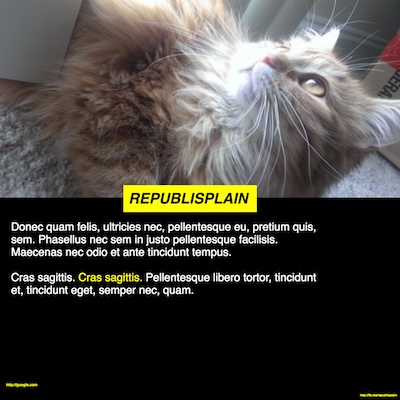 REPUBLISPLAIN
Donec quam felis, ultricies nec, pellentesque eu, pretium quis,
sem. Phasellus nec sem in justo pellentesque facilisis.
Maecenas nec odio et ante tincidunt tempus.
Cras sagittis. Cras sagittis. Pellentesque libero tortor, tincidunt
et, tincidunt eget, semper nec, quam.
http://google.com